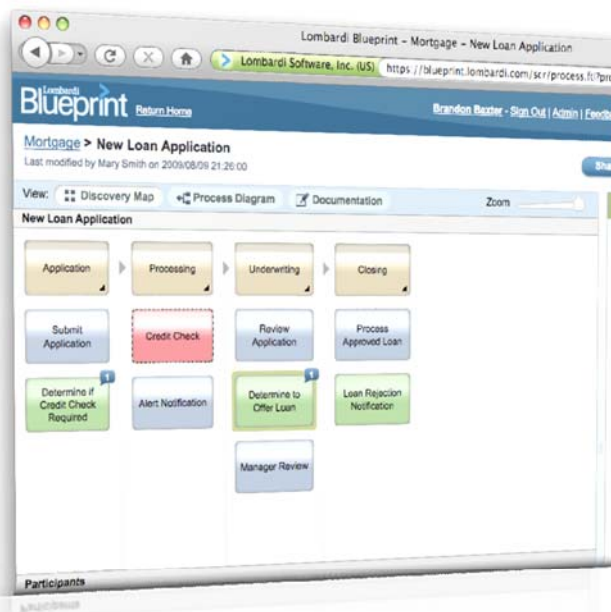 Lombardi Blueprint - Mortgage - New Loan Application
Lombardi Software, Inc. (US) https://blueprint.lombardi.com/scr/process.
Lombardi
Blueprint Return Home
Brandon Baxter - Sign Out | Admin |
Mortgage > New Loan Application
Last modified by Mary Smith on 2009/08/09 21:26:00
View: Discovery Map Process Diagram Documentation Zoom
New Loan Application
Application Processing Underwriting Closing
Submit
Application
Credit Check
Review
Application
Process
Approved Loan
Determine if
Credit Check
Required
1
Alert Notification
Determine to
Offer Loan
1
Loan Rejection
Notification
Manager Review
Participants